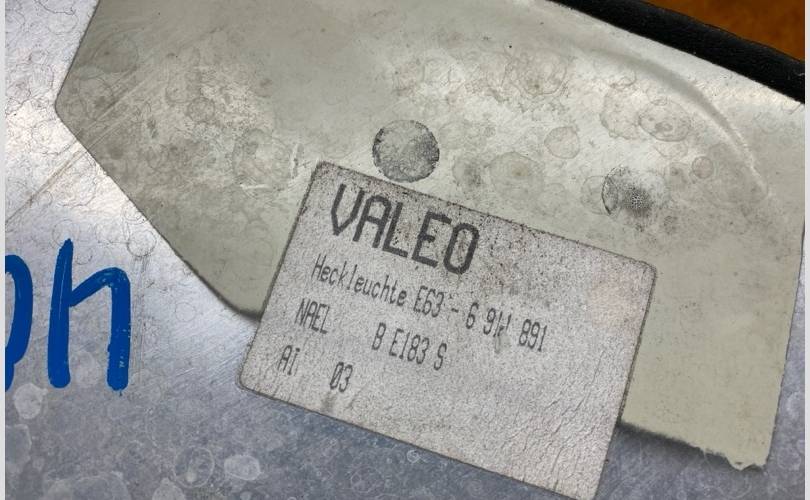 VALEO
Heckleuchte E63 - 6 911 891
NAEL B E183 S
AI 03